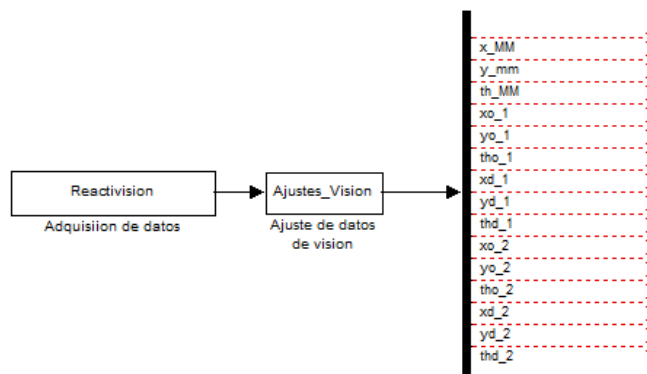 x_MM
y_mm
th_MM
xo_1
yo_1
tho_1
xd_1
yd_1
thd_1
xo_2
yo_2
tho_2
xd_2
yd_2
thd_2
Reactivision
Adquisiion de datos
Ajustes_Vision
Ajuste de datos
de vision